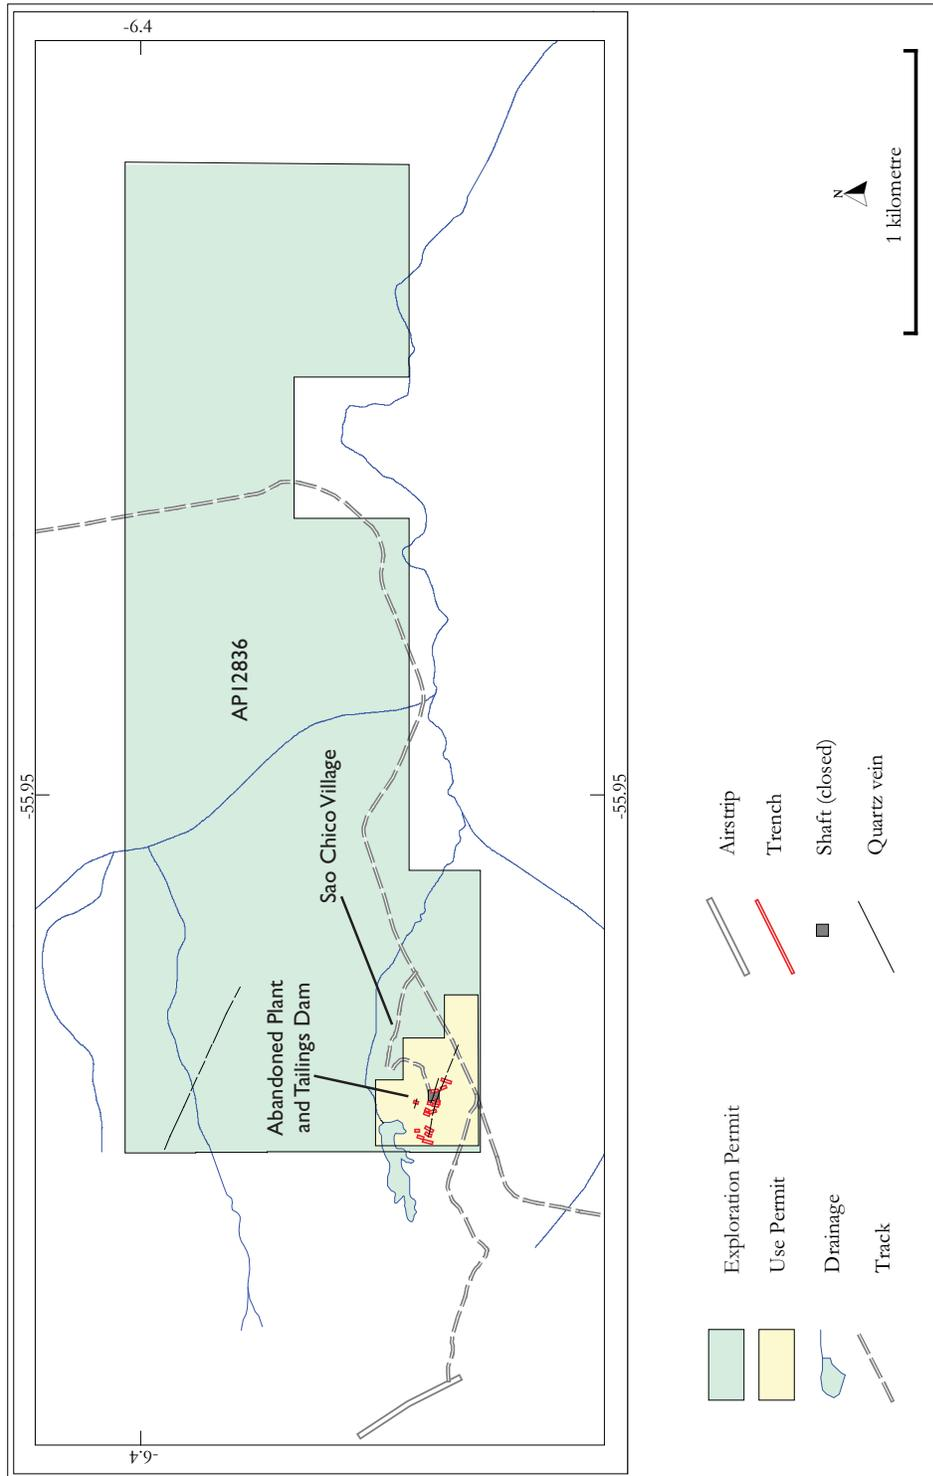 -6.4
-55.95
API2836
Sao Chico Village
Abandoned Plant
and Tailings Dam
-55.95
-6.4
N
1 kilometre
Exploration Permit
Use Permit
Drainage
Track
Airstrip
Trench
Shaft (closed)
Quartz vein